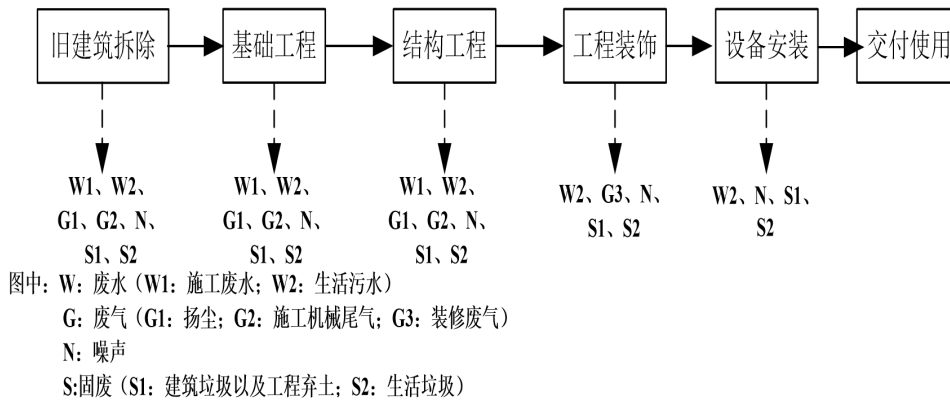 旧建筑拆除 基础工程 结构工程 工程装饰 设备安装 交付使用
W1、W2、 W1、W2、 W1、W2、 W2、G3、N、 W2、N、S1、
G1、G2、N、 G1、G2、N、 G1、G2、N、 S1、S2 S2
S1、S2 S1、S2 S1、S2
图中：W：废水（W1：施工废水；W2：生活污水）
G：废气（G1：扬尘；G2：施工机械尾气；G3：装修废气）
N：噪声
S:固废（S1：建筑垃圾以及工程弃土；S2：生活垃圾）